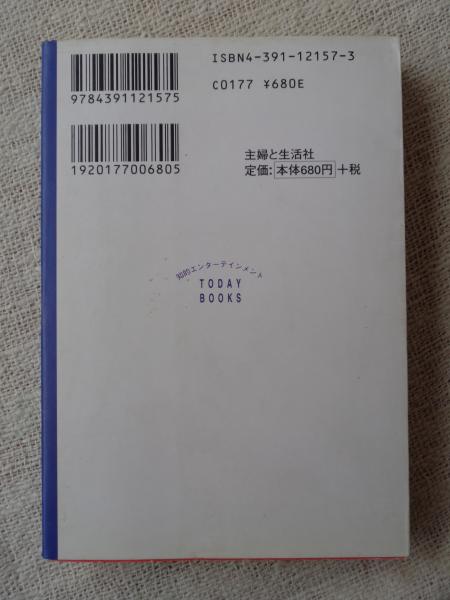 ISBN4-391-12157-3
9784391121575
C0177 ¥680E
1920177006805
主婦と生活社
定価:本体680円+税
知的エンターテインメント
TODAY
BOOKS